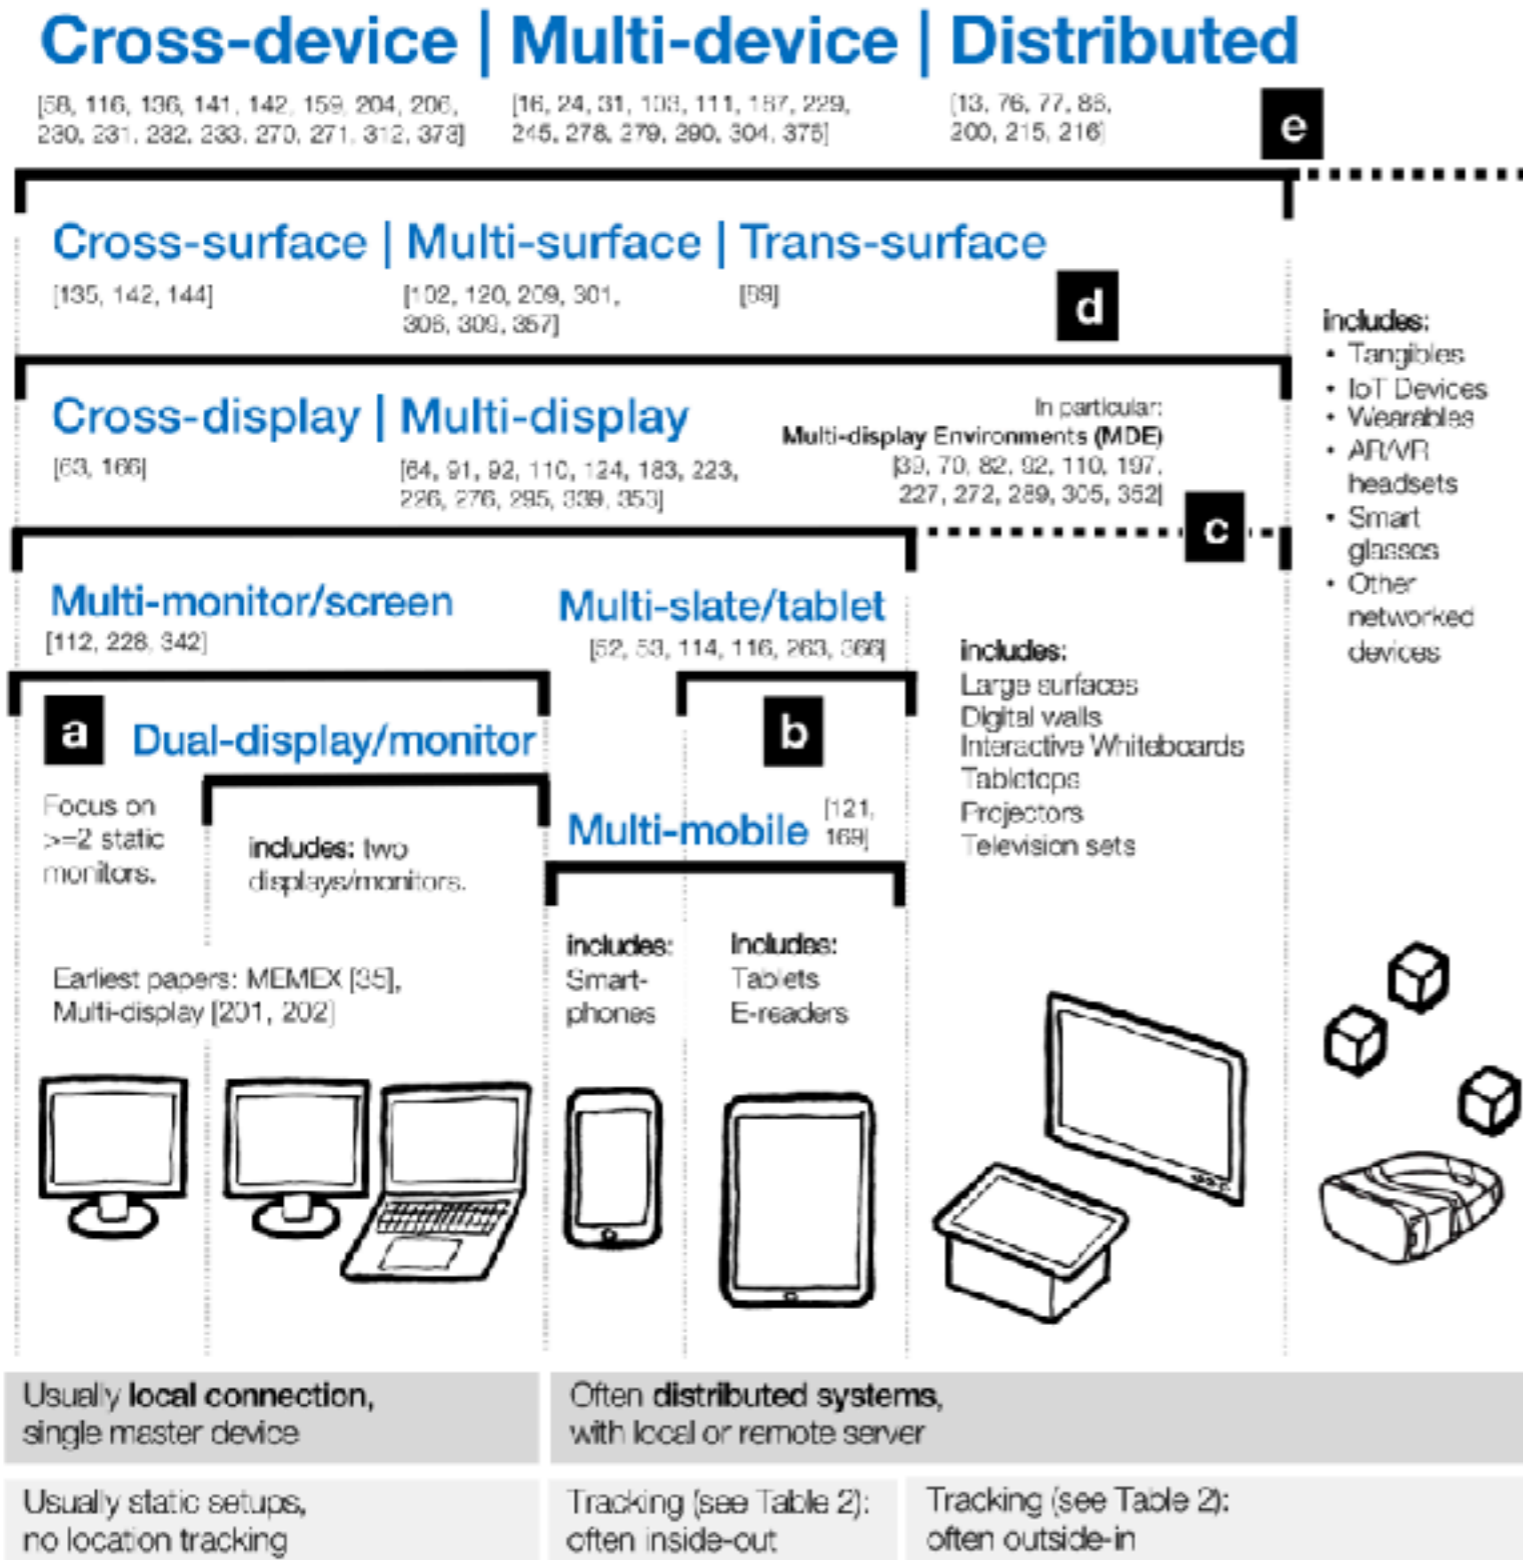 Cross-device | Multi-device | Distributed
[58, 116, 136, 141, 142, 159, 204, 206,
230, 231, 232, 233, 270, 271, 312, 373]
[16, 24, 31, 103, 111, 187, 229,
245, 278, 279, 290, 304, 376]
[13, 76, 77, 86,
200, 215, 216]
e
Cross-surface | Multi-surface | Trans-surface
[135, 142, 144]
[102, 120, 209, 301,
306, 309, 357]
[89]
d
Cross-display | Multi-display
[63, 166]
[64, 91, 92, 110, 124, 183, 223,
226, 276, 295, 339, 353]
In particular:
Multi-display Environments (MDE)
[39, 70, 82, 92, 110, 197,
227, 272, 289, 305, 352]
c
includes:
• Tangibles
• IoT Devices
• Wearables
• AR/VR
headsets
• Smart
glasses
• Other
networked
devices
Multi-monitor/screen
[112, 228, 342]
Multi-slate/tablet
[52, 53, 114, 116, 263, 366]
a
Dual-display/monitor
b
Focus on
>=2 static
monitors.
includes: two
displays/monitors.
Multi-mobile [121,
169]
includes:
Large surfaces
Digital walls
Interactive Whiteboards
Tabletops
Projectors
Television sets
Earliest papers: MEMEX [35],
Multi-display [201, 202]
includes:
Smart-
phones
Includes:
Tablets
E-readers
Usually local connection,
single master device
Often distributed systems,
with local or remote server
Usually static setups,
no location tracking
Tracking (see Table 2):
often inside-out
Tracking (see Table 2):
often outside-in